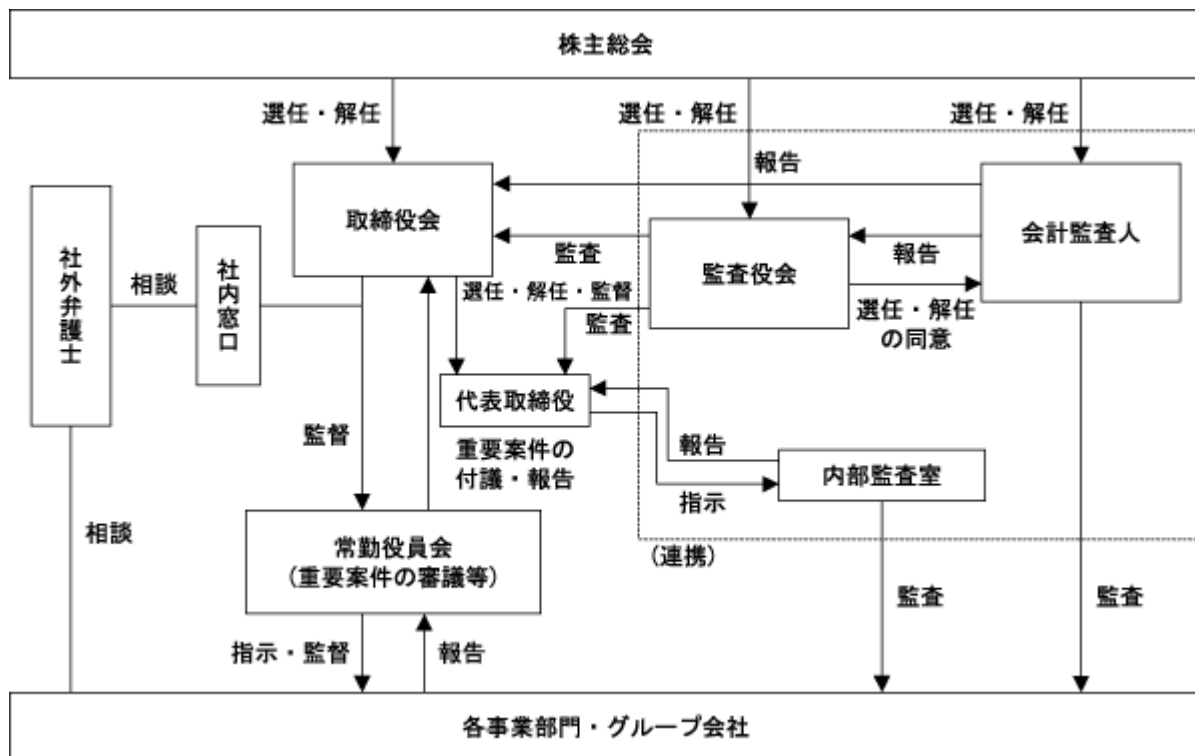 株主総会
選任・解任
選任・解任
選任・解任
報告
取締役会
会計監査人
監査役会
監査
報告
社外弁護士
相談
社内窓口
選任・解任・監督
監査
選任・解任
の同意
代表取締役
監督
重要案件の
付議・報告
報告
内部監査室
指示
相談
常勤役員会
(重要案件の審議等)
(連携)
監査
監査
指示・監督
報告
各事業部門・グループ会社